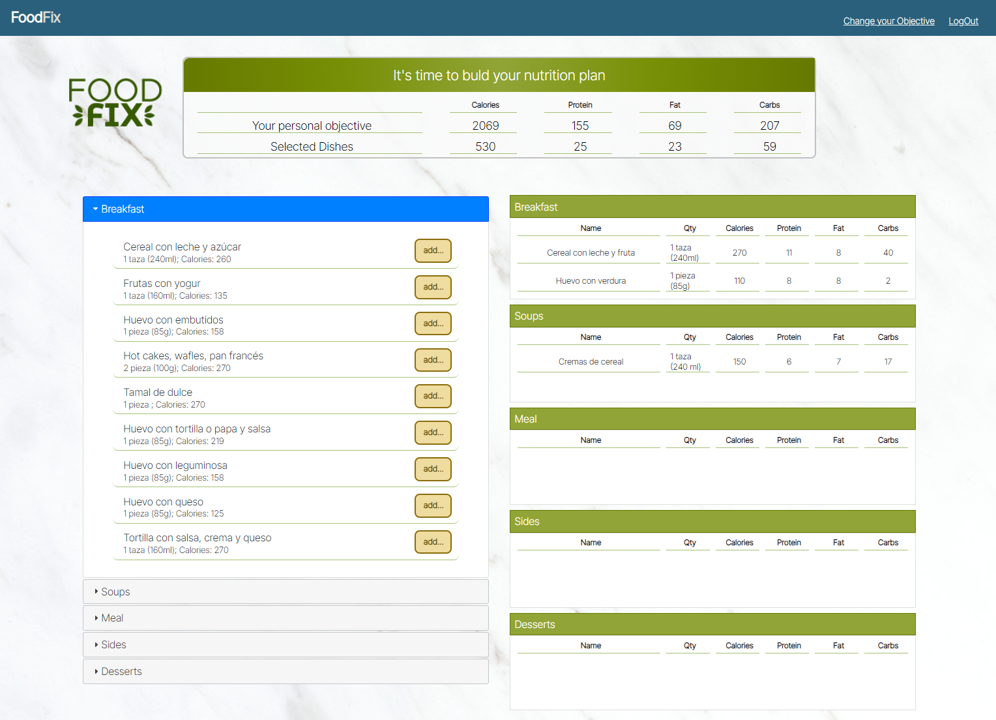 FoodFix
Change your Objective LogOut
FOOD
FIX
It's time to buld your nutrition plan
Calories Protein Fat Carbs
Your personal objective 2069 155 69 207
Selected Dishes 530 25 23 59
Breakfast
Cereal con leche y azúcar
1 taza (240ml); Calories: 260
add...
Frutas con yogur
1 taza (160ml); Calories: 135
add...
Huevo con embutidos
1 pieza (85g); Calories: 158
add...
Hot cakes, wafles, pan francés
2 pieza (100g); Calories: 270
add...
Tamal de dulce
1 pieza ; Calories: 270
add...
Huevo con tortilla o papa y salsa
1 pieza (85g); Calories: 219
add...
Huevo con leguminosa
1 pieza (85g); Calories: 158
add...
Huevo con queso
1 pieza (85g); Calories: 125
add...
Tortilla con salsa, crema y queso
1 taza (160ml); Calories: 270
add...
Soups
Meal
Sides
Desserts
Breakfast
Name Qty Calories Protein Fat Carbs
Cereal con leche y fruta 1 taza (240ml) 270 11 8 40
Huevo con verdura 1 pieza (85g) 110 8 8 2
Soups
Name Qty Calories Protein Fat Carbs
Cremas de cereal 1 taza (240 ml) 150 6 7 17
Meal
Name Qty Calories Protein Fat Carbs
Sides
Name Qty Calories Protein Fat Carbs
Desserts
Name Qty Calories Protein Fat Carbs